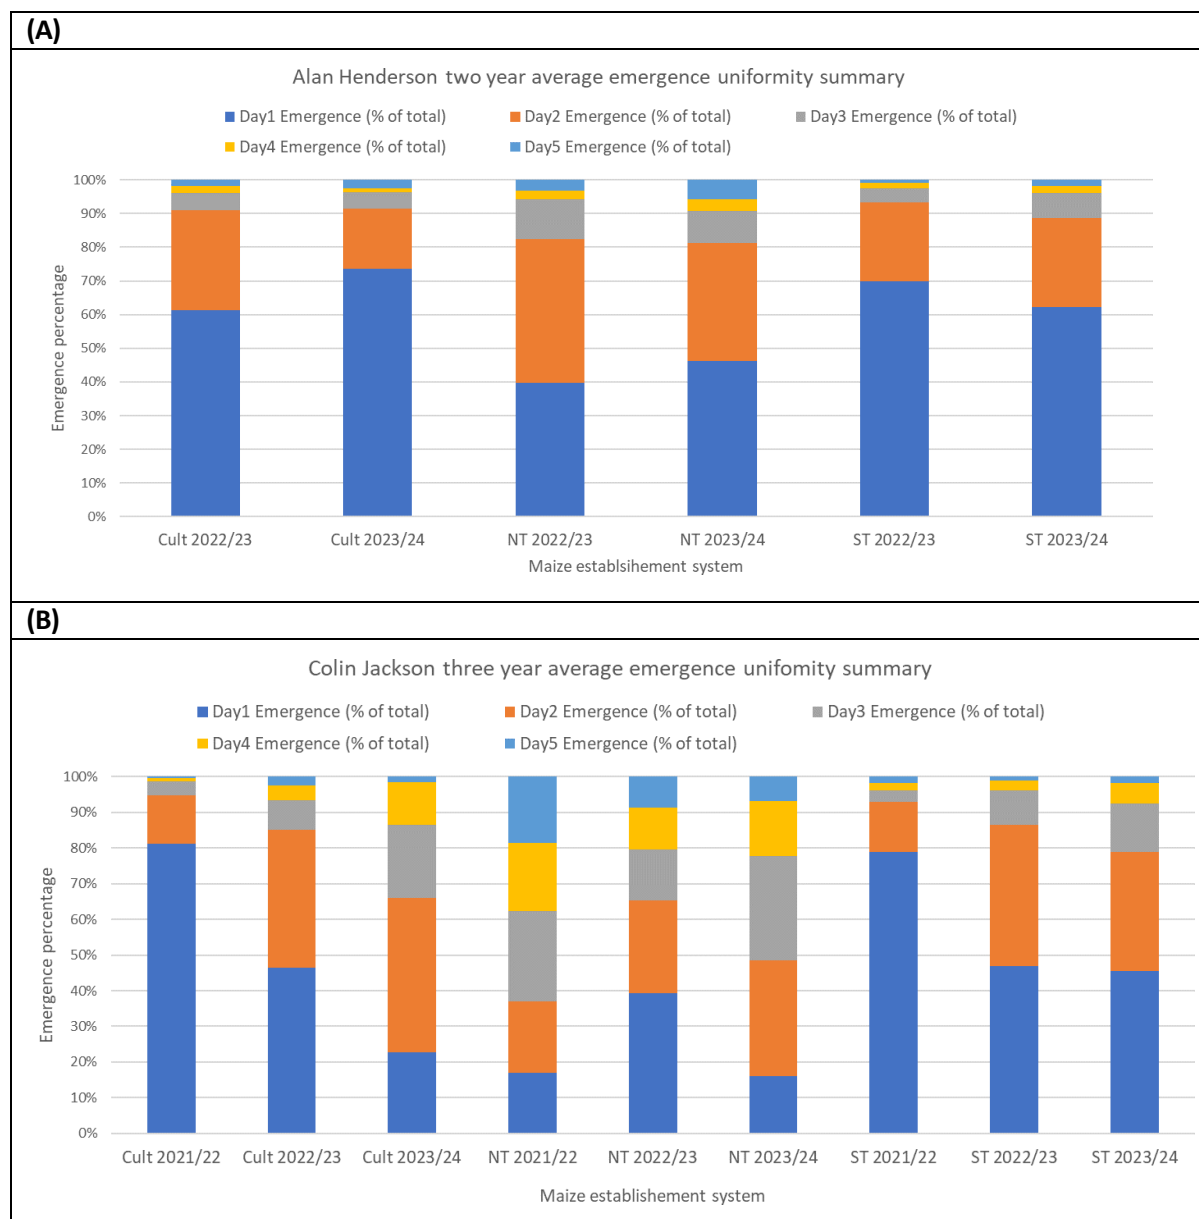 (A)
Alan Henderson two year average emergence uniformity summary
Day1 Emergence (% of total) Day2 Emergence (% of total) Day3 Emergence (% of total)
Day4 Emergence (% of total) Day5 Emergence (% of total)
100%
90%
80%
70%
60%
50%
40%
30%
20%
10%
0%
Emergence percentage
Cult 2022/23 Cult 2023/24 NT 2022/23 NT 2023/24 ST 2022/23 ST 2023/24
Maize establsihement system
(B)
Colin Jackson three year average emergence unifomity summary
Day1 Emergence (% of total) Day2 Emergence (% of total) Day3 Emergence (% of total)
Day4 Emergence (% of total) Day5 Emergence (% of total)
100%
90%
80%
70%
60%
50%
40%
30%
20%
10%
0%
Emergence percentage
Cult 2021/22 Cult 2022/23 Cult 2023/24 NT 2021/22 NT 2022/23 NT 2023/24 ST 2021/22 ST 2022/23 ST 2023/24
Maize establishement system